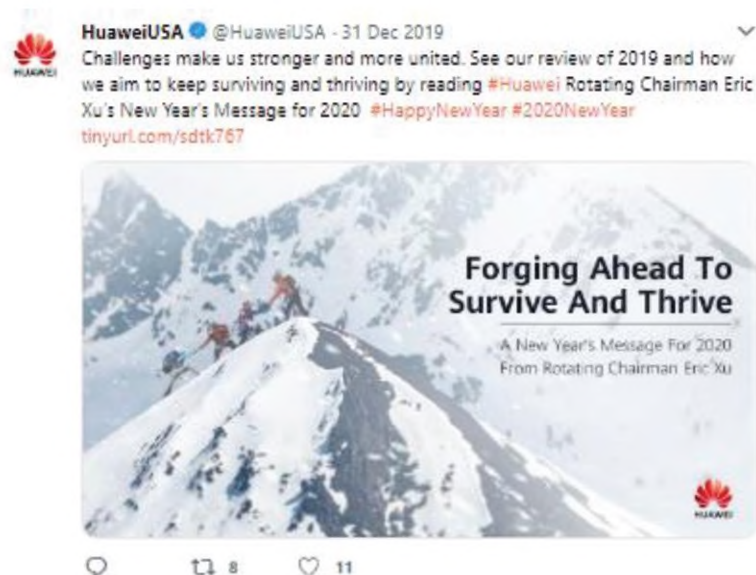 HuaweiUSA @HuaweiUSA - 31 Dec 2019
HUAWEI
Challenges make us stronger and more united. See our review of 2019 and how
we aim to keep surviving and thriving by reading #Huawei Rotating Chairman Eric
Xu's New Year's Message for 2020 #HappyNewYear #2020NewYear
tinyurl.com/sdtk767
Forging Ahead To
Survive And Thrive
A New Year's Message For 2020
From Rotating Chairman Eric Xu
HUAWEI
8 11